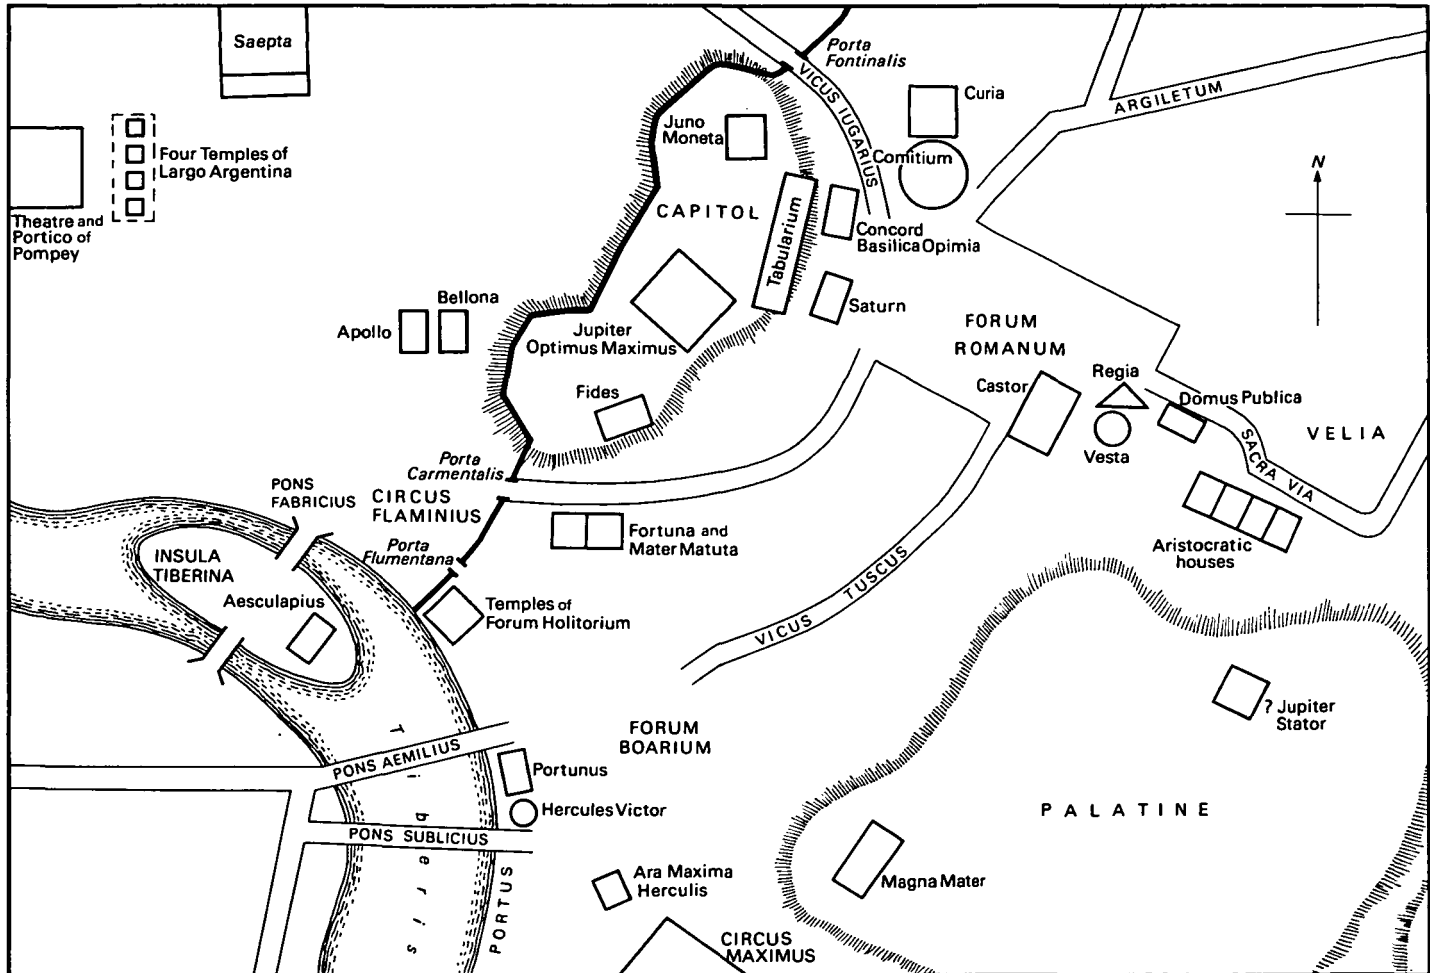 Saepta
Porta
Fontinalis
VICUS IUGARIUS
Curia
ARGILETUM
Juno
Moneta
Comitium
Four Temples of
Largo Argentina
N
Theatre and
Portico of
Pompey
CAPITOL
Tabularium
Concord
Basilica Opimia
Bellona
Apollo
Saturn
Jupiter
Optimus Maximus
FORUM
ROMANUM
Castor
Regia
Domus Publica
Fides
Vesta
VELIA
SACRA VIA
Porta
Carmentalis
PONS
FABRICIUS
CIRCUS
FLAMINIUS
Fortuna and
Mater Matuta
Aristocratic
houses
Porta
Flumentana
INSULA
TIBERINA
Aesculapius
Temples of
Forum Holitorium
VICUS TUSCUS
? Jupiter
Stator
FORUM
BOARIUM
PONS AEMILIUS
Portunus
Hercules Victor
PONS SUBLICIUS
Tiberis
PORTUS
PALATINE
Ara Maxima
Herculis
Magna Mater
CIRCUS
MAXIMUS